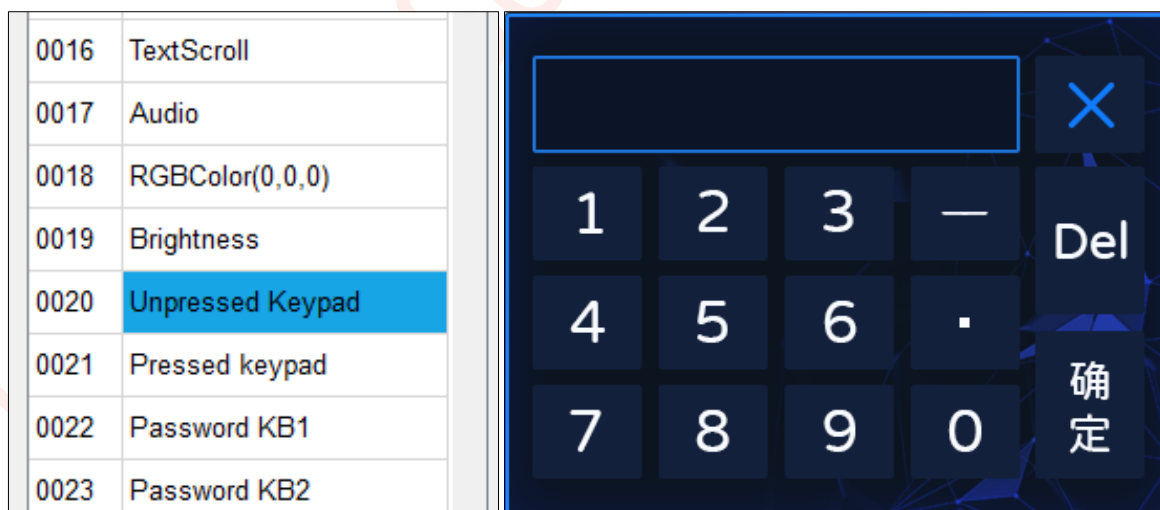 0016 TextScroll
0017 Audio
0018 RGBColor(0,0,0)
0019 Brightness
0020 Unpressed Keypad
0021 Pressed keypad
0022 Password KB1
0023 Password KB2
1 2 3 —
Del
4 5 6 .
7 8 9 0
确
定